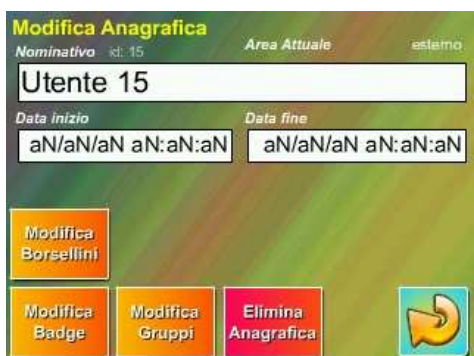 Modifica Anagrafica
Nominativo id: 15 Area Attuale esterno
Utente 15
Data inizio Data fine
aN/aN/aN aN:aN:aN aN/aN/aN aN:aN:aN
Modifica
Borsellini
Modifica Modifica Elimina
Badge Gruppi Anagrafica